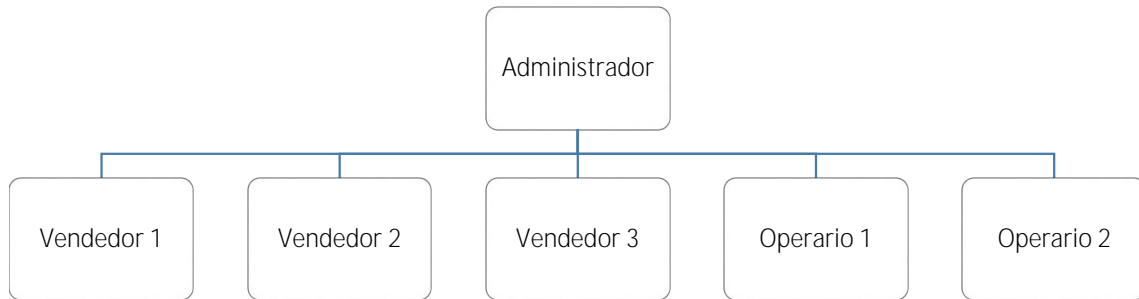 Administrador
Vendedor 1
Vendedor 2
Vendedor 3
Operario 1
Operario 2